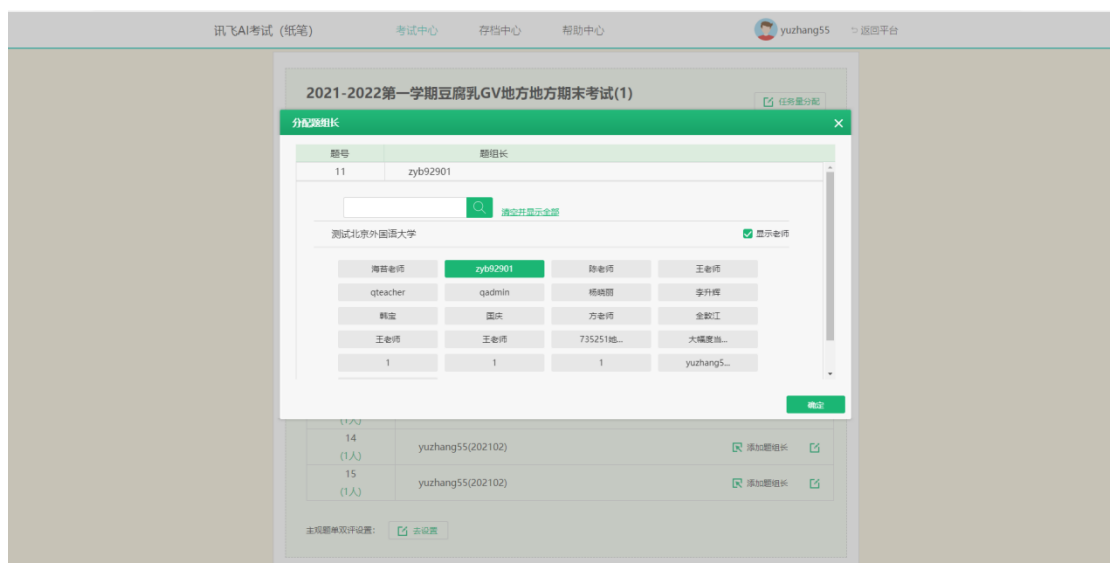 讯飞AI考试 (纸笔) 考试中心 存档中心 帮助中心 yuzhang55 返回平台
2021-2022第一学期豆腐乳GV地方地方期末考试(1)
任务量分配
分配题组长
题号 题组长
11 zyb92901
清空并显示全部
测试北京外国语大学 显示老师
海苔老师 zyb92901 陈老师 王老师
qteacher qadmin 杨晓丽 李升辉
韩宝 国庆 方老师 金敏江
王老师 王老师 735251地... 大幅度当...
1 1 1 yuzhang5...
确定
(1人)
14 yuzhang55(202102) 添加题组长
(1人)
15 yuzhang55(202102) 添加题组长
(1人)
主观题单双评设置: 去设置